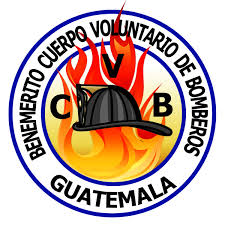 BENEMERITO CUERPO VOLUNTARIO DE BOMBEROS
V
C B
GUATEMALA